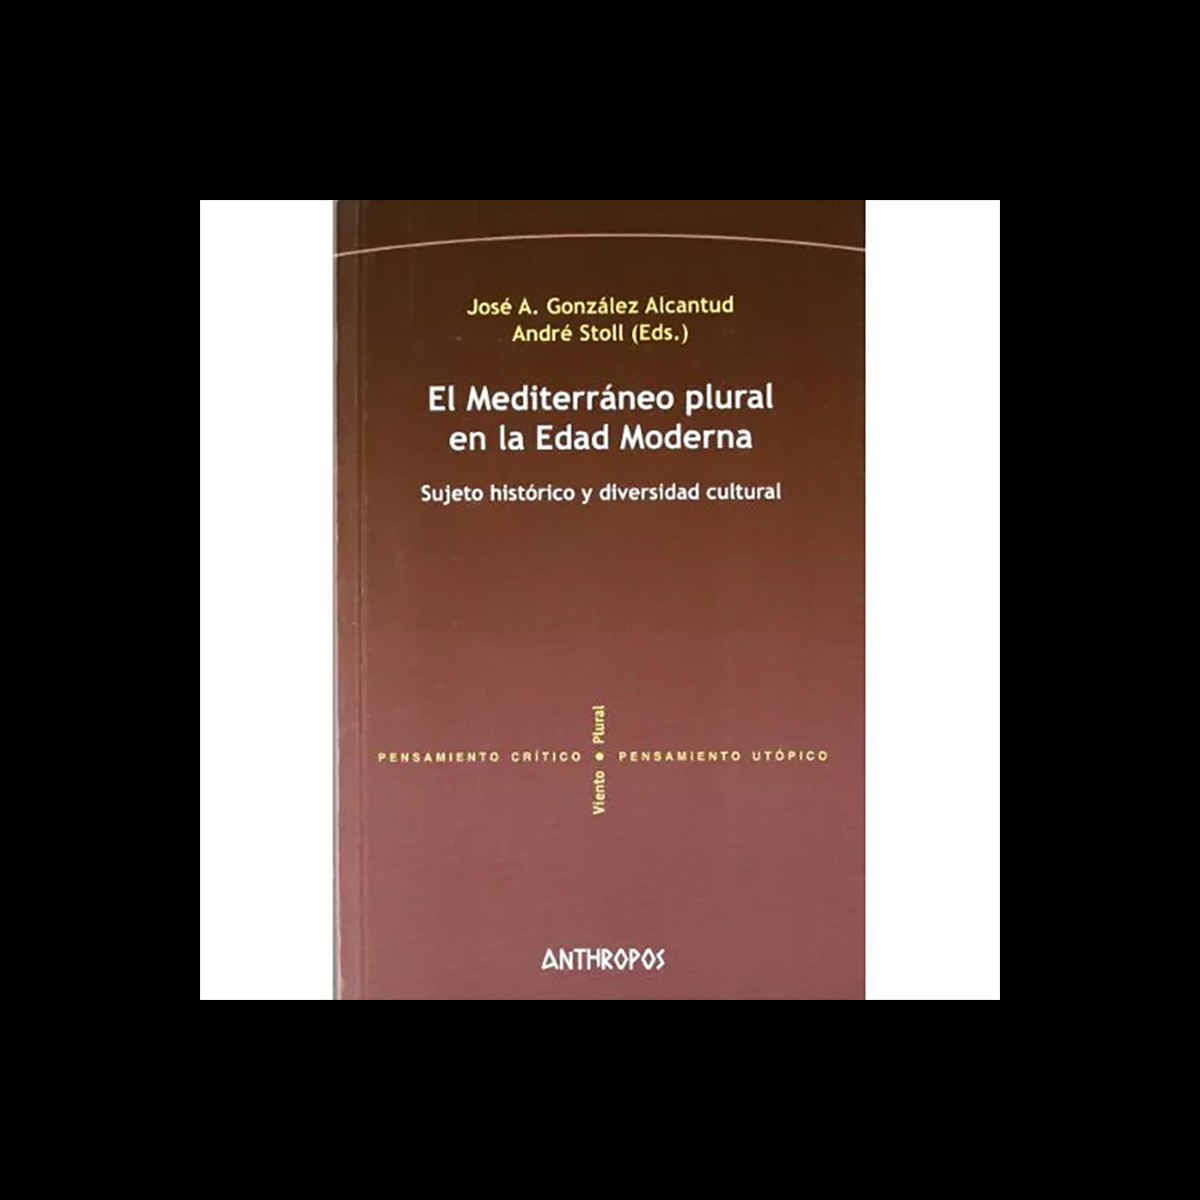 José A. González Alcantud
André Stoll (Eds.)
El Mediterráneo plural
en la Edad Moderna
Sujeto histórico y diversidad cultural
Viento Plural
PENSAMIENTO CRÍTICO • PENSAMIENTO UTÓPICO
ANTHROPOS